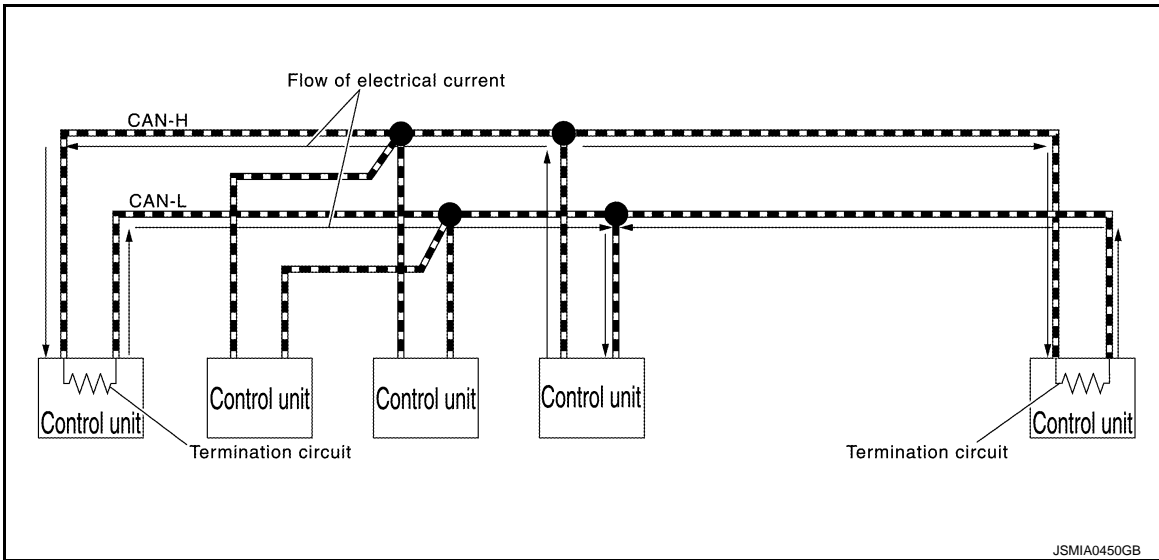 Flow of electrical current
CAN-H
CAN-L
Control unit
Control unit
Control unit
Control unit
Control unit
Termination circuit
Termination circuit
JSMIA0450GB